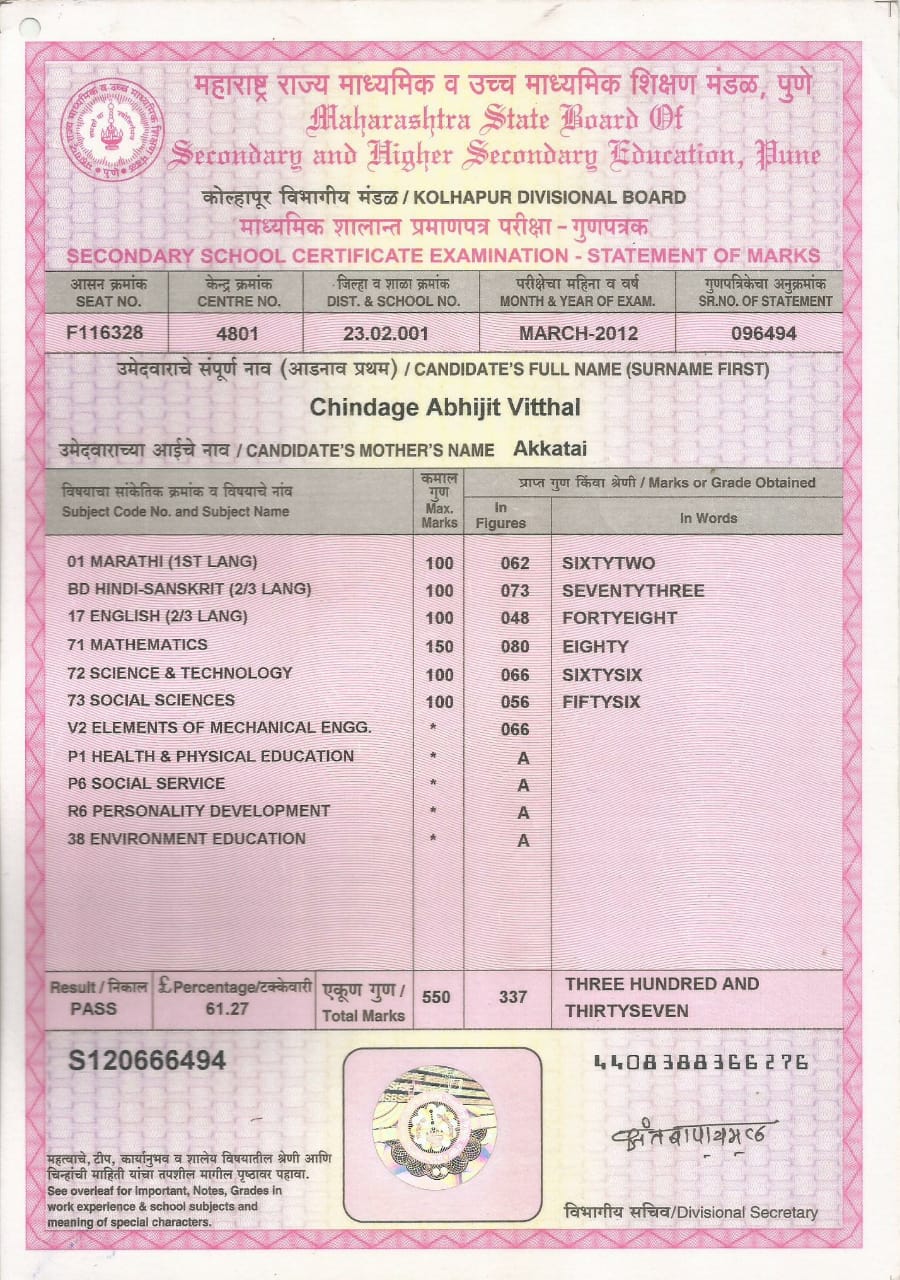 महाराष्ट्र राज्य माध्यमिक व उच्च माध्यमिक शिक्षण मंडळ, पुणे
Maharashtra State Board Of
Secondary and Higher Secondary Education, Pune
कोल्हापूर विभागीय मंडळ / KOLHAPUR DIVISIONAL BOARD
माध्यमिक शालान्त प्रमाणपत्र परीक्षा – गुणपत्रक
SECONDARY SCHOOL CERTIFICATE EXAMINATION - STATEMENT OF MARKS
आसन क्रमांक केन्द्र क्रमांक जिल्हा व शाळा क्रमांक परीक्षेचा महिना व वर्ष गुणपत्रिकेचा अनुक्रमांक
SEAT NO. CENTRE NO. DIST. & SCHOOL NO. MONTH & YEAR OF EXAM. SR.NO. OF STATEMENT
F116328 4801 23.02.001 MARCH-2012 096494
उमेदवाराचे संपूर्ण नाव (आडनाव प्रथम) / CANDIDATE'S FULL NAME (SURNAME FIRST)
Chindage Abhijit Vitthal
उमेदवाराच्या आईचे नाव / CANDIDATE'S MOTHER'S NAME Akkatai
विषयाचा सांकेतिक क्रमांक व विषयाचे नांव
Subject Code No. and Subject Name
कमाल
गुण
Max.
Marks
प्राप्त गुण किंवा श्रेणी / Marks or Grade Obtained
In
Figures
In Words
01 MARATHI (1ST LANG) 100 062 SIXTYTWO
BD HINDI-SANSKRIT (2/3 LANG) 100 073 SEVENTYTHREE
17 ENGLISH (2/3 LANG) 100 048 FORTYEIGHT
71 MATHEMATICS 150 080 EIGHTY
72 SCIENCE & TECHNOLOGY 100 066 SIXTYSIX
73 SOCIAL SCIENCES 100 056 FIFTYSIX
V2 ELEMENTS OF MECHANICAL ENGG. * 066
P1 HEALTH & PHYSICAL EDUCATION * A
P6 SOCIAL SERVICE * A
R6 PERSONALITY DEVELOPMENT * A
38 ENVIRONMENT EDUCATION * A
Result / निकाल
PASS
£ Percentage/टक्केवारी
61.27
एकूण गुण /
Total Marks
550
337
THREE HUNDRED AND
THIRTYSEVEN
S120666494
4408388366276
महत्वाचे, टीप, कार्यानुभव व शालेय विषयातील श्रेणी आणि
चिन्हांची माहिती यांचा तपशील मागील पृष्ठावर पहावा.
See overleaf for Important, Notes, Grades in
work experience & school subjects and
meaning of special characters.
विभागीय सचिव/Divisional Secretary